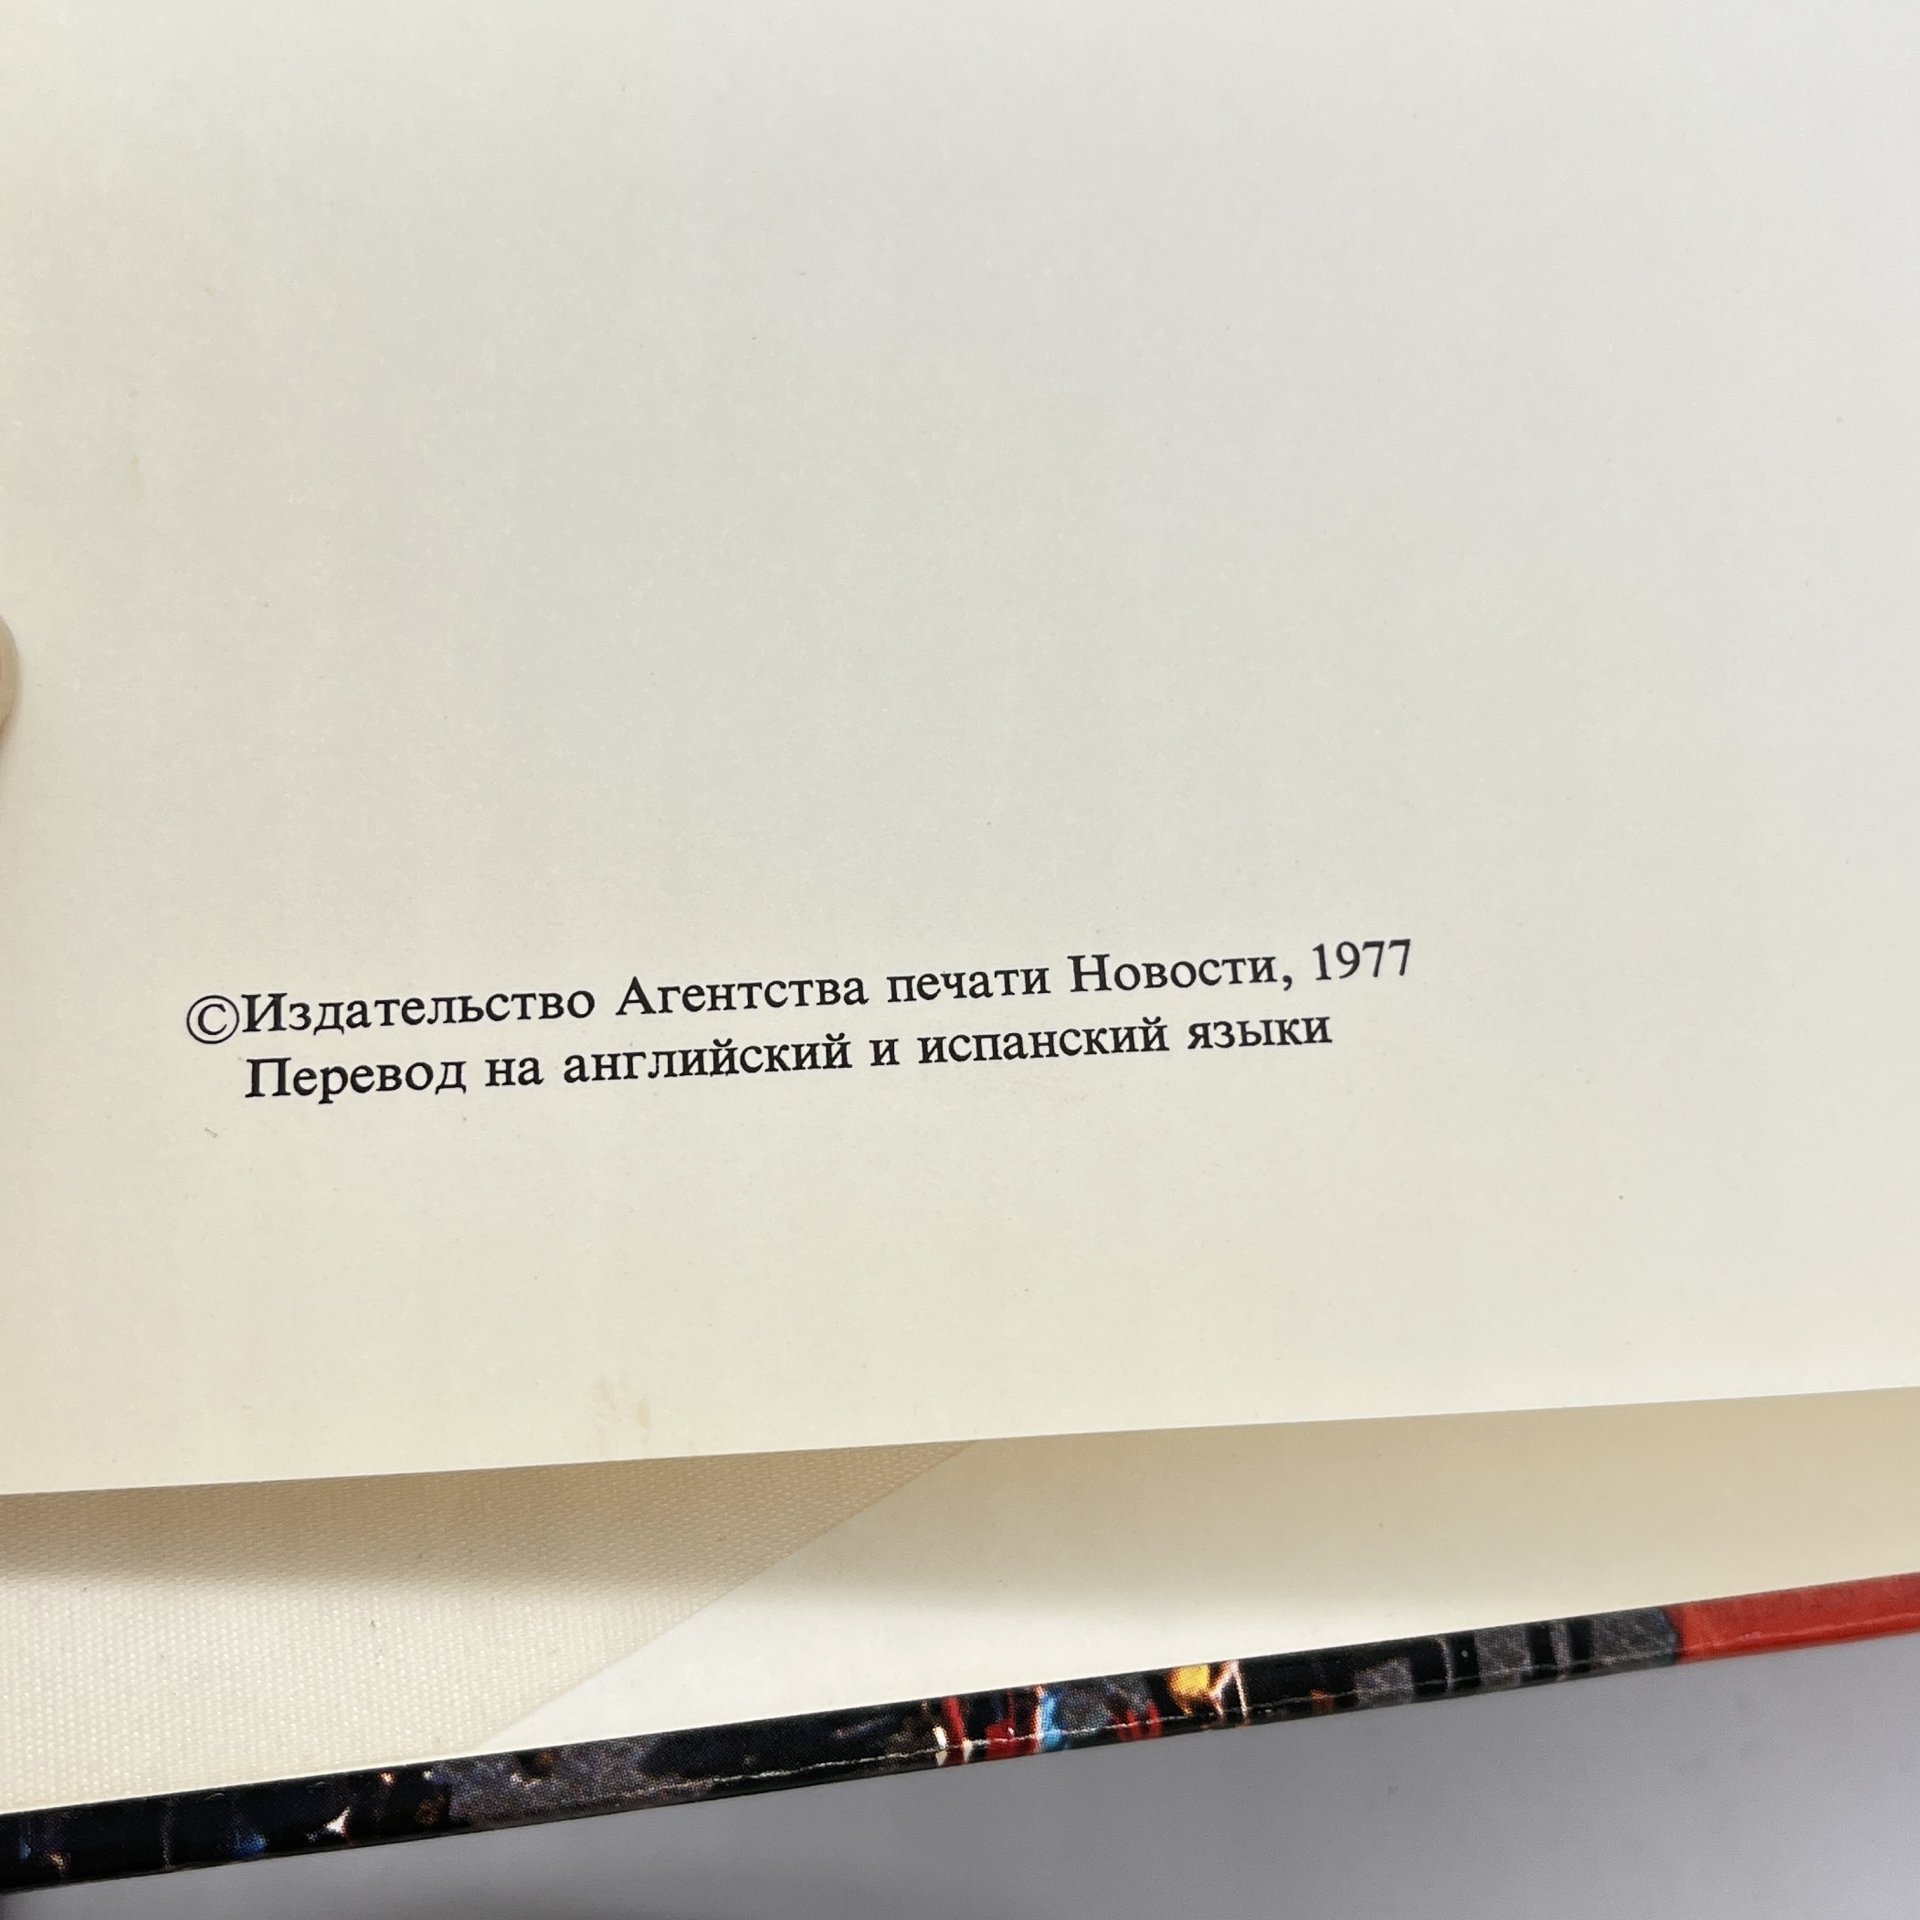 ©Издательство Агентства печати Новости, 1977
Перевод на английский и испанский языки